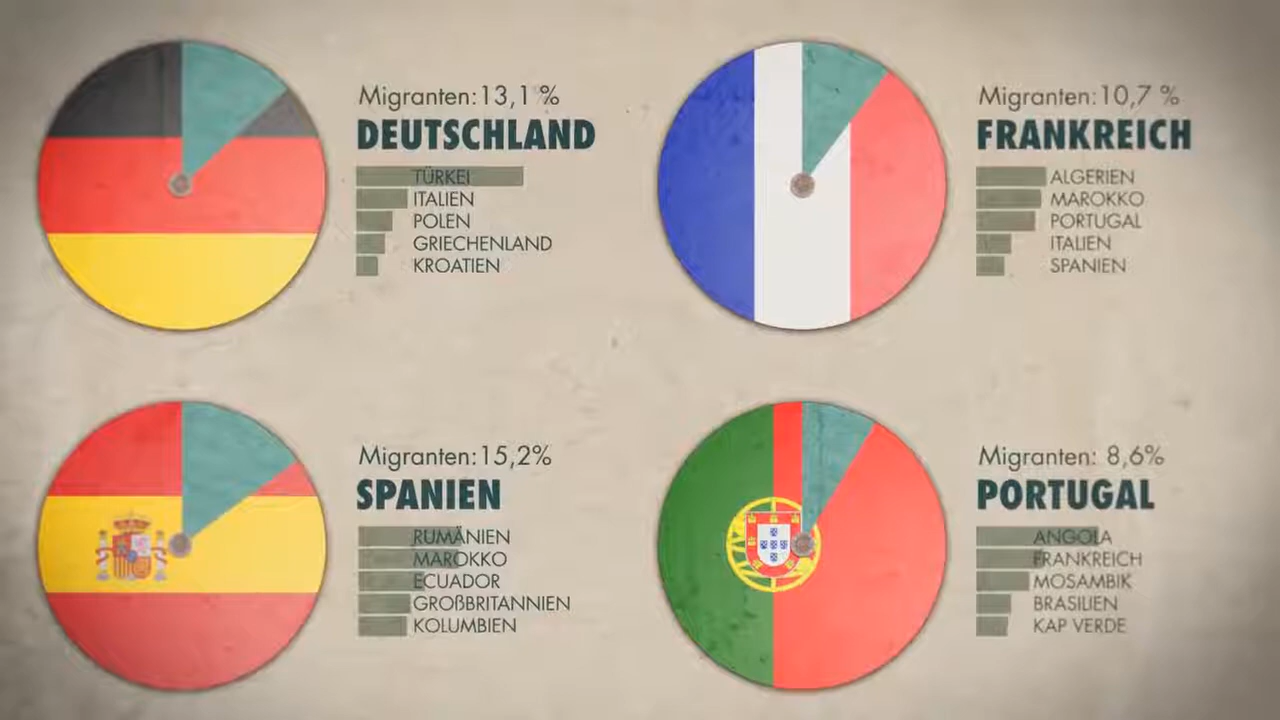 Migranten: 13,1 %
DEUTSCHLAND
TÜRKEI
ITALIEN
POLEN
GRIECHENLAND
KROATIEN
Migranten: 10,7 %
FRANKREICH
ALGERIEN
MAROKKO
PORTUGAL
ITALIEN
SPANIEN
Migranten: 15,2%
SPANIEN
RUMÄNIEN
MAROKKO
ECUADOR
GROßBRITANNIEN
KOLUMBIEN
Migranten: 8,6%
PORTUGAL
ANGOLA
FRANKREICH
MOSAMBIK
BRASILIEN
KAP VERDE